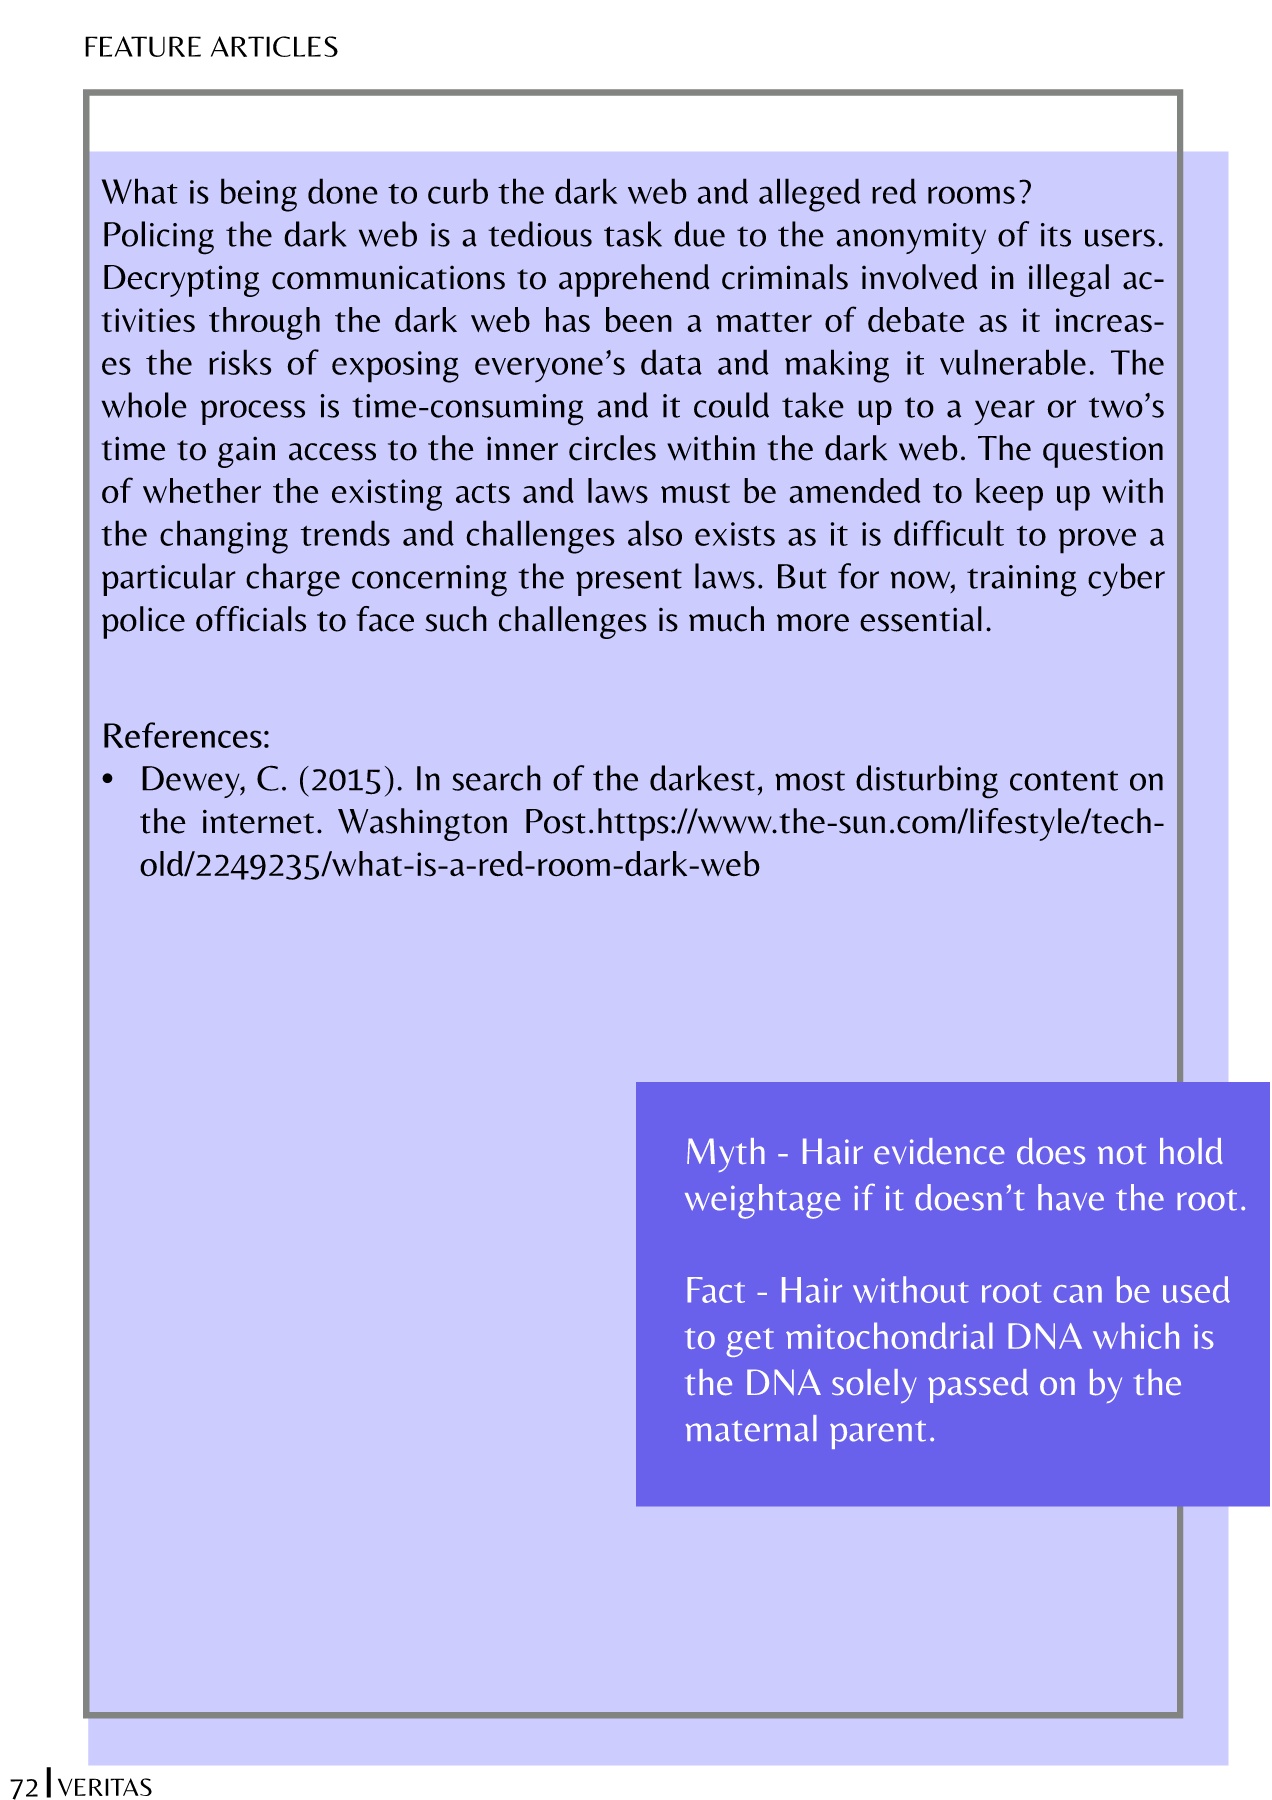 FEATURE ARTICLES
What is being done to curb the dark web and alleged red rooms?
Policing the dark web is a tedious task due to the anonymity of its users.
Decrypting communications to apprehend criminals involved in illegal ac-
tivities through the dark web has been a matter of debate as it increas-
es the risks of exposing everyone’s data and making it vulnerable. The
whole process is time-consuming and it could take up to a year or two’s
time to gain access to the inner circles within the dark web. The question
of whether the existing acts and laws must be amended to keep up with
the changing trends and challenges also exists as it is difficult to prove a
particular charge concerning the present laws. But for now, training cyber
police officials to face such challenges is much more essential.
References:
• Dewey, C. (2015). In search of the darkest, most disturbing content on
the internet. Washington Post.https://www.the-sun.com/lifestyle/tech-
old/2249235/what-is-a-red-room-dark-web
Myth - Hair evidence does not hold
weightage if it doesn’t have the root.
Fact - Hair without root can be used
to get mitochondrial DNA which is
the DNA solely passed on by the
maternal parent.
72 | VERITAS